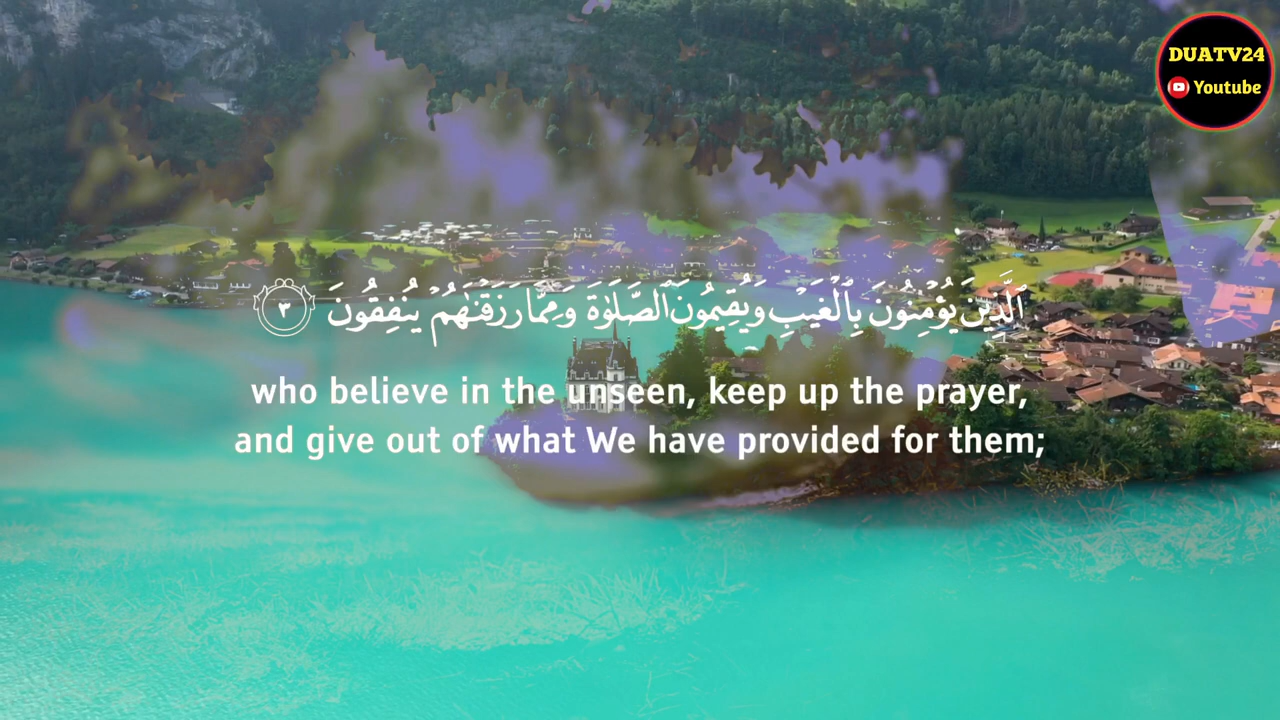 DUATV24
Youtube
ٱلَّذِينَ يُؤْمِنُونَ بِٱلْغَيْبِ وَيُقِيمُونَ ٱلصَّلَوٰةَ وَمِمَّا رَزَقْنَـٰهُمْ يُنفِقُونَ ٣
who believe in the unseen, keep up the prayer,
and give out of what We have provided for them;